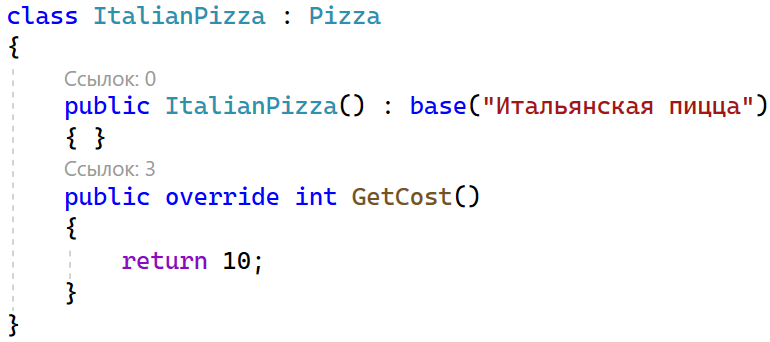 class ItalianPizza : Pizza
{
Ссылок: 0
public ItalianPizza() : base("Итальянская пицца")
{ }
Ссылок: 3
public override int GetCost()
{
return 10;
}
}